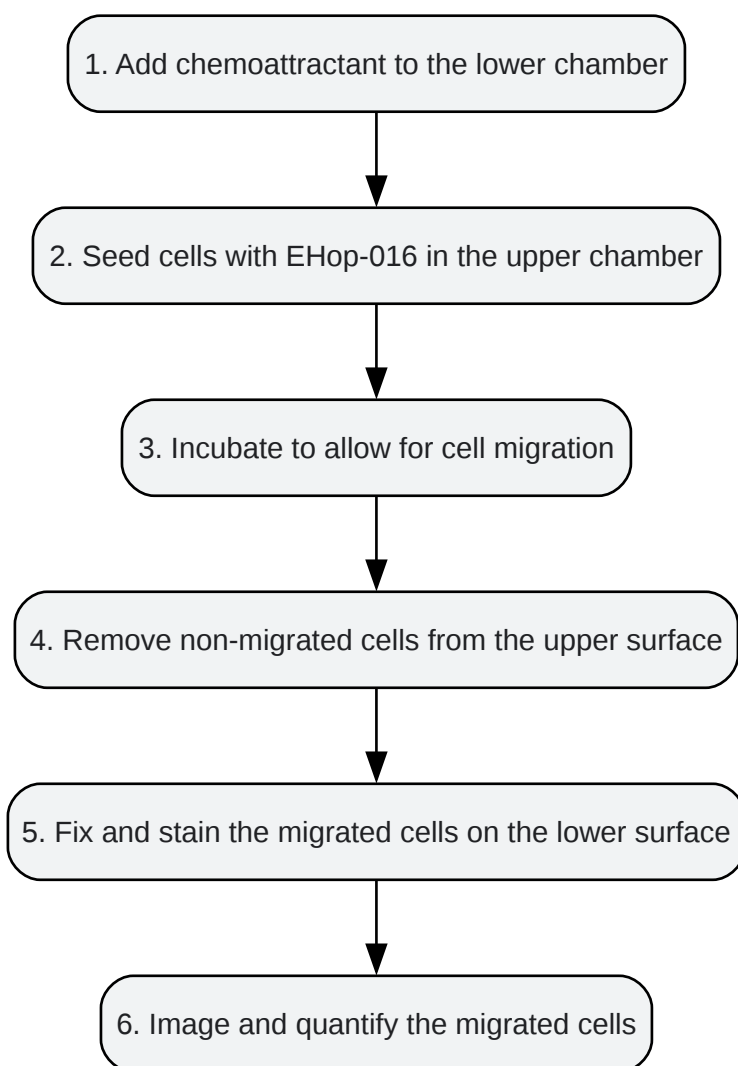 1. Add chemoattractant to the lower chamber
2. Seed cells with EHop-016 in the upper chamber
3. Incubate to allow for cell migration
4. Remove non-migrated cells from the upper surface
5. Fix and stain the migrated cells on the lower surface
6. Image and quantify the migrated cells